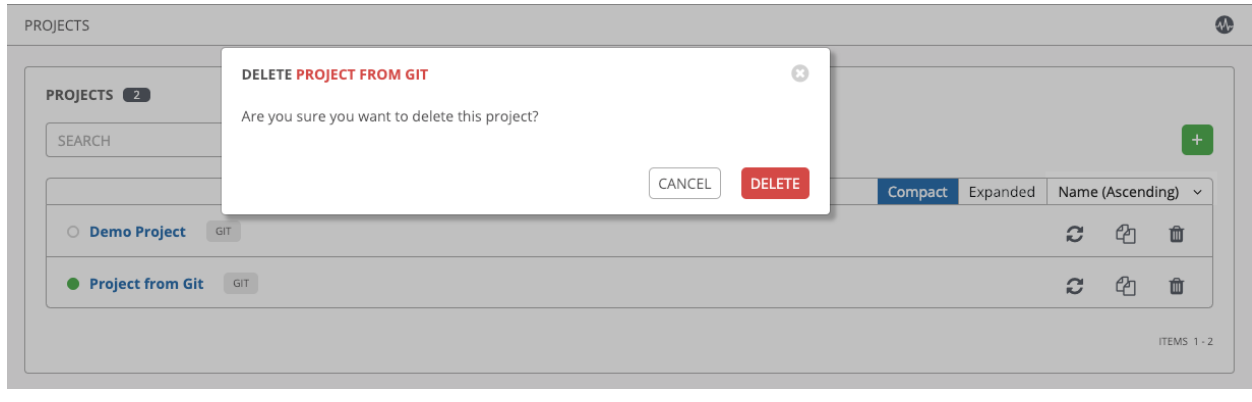 PROJECTS
DELETE PROJECT FROM GIT
Are you sure you want to delete this project?
CANCEL DELETE
PROJECTS 2
SEARCH
+
Compact Expanded Name (Ascending)
Demo Project GIT
Project from Git GIT
ITEMS 1 - 2